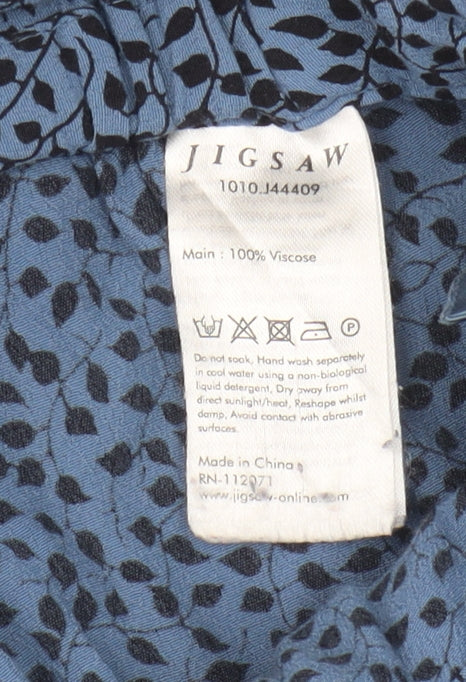 JIGSAW
1010.J44409
Main : 100% Viscose
P
Do not soak, Hand wash separately
in cool water using a non-biological
liquid detergent, Dry away from
direct sunlight/heat, Reshape whilst
damp, Avoid contact with abrasive
surfaces.
Made in China
RN-112071
www.jigsaw-online.com